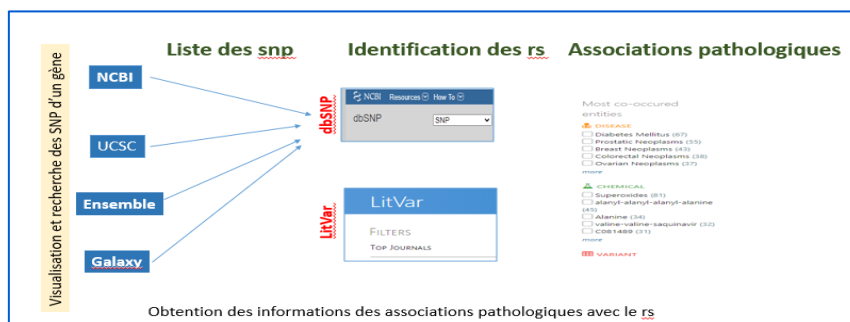 Visualisation et recherche des SNP d'un gène
Liste des snp
Identification des rs
Associations pathologiques
NCBI
UCSC
Ensemble
Galaxy
dbSNP
NCBI Resources How To
dbSNP
SNP
LitVar
LitVar
FILTERS
TOP JOURNALS
Most co-occured
entities
DISEASE
Diabetes Mellitus (67)
Prostatic Neoplasms (55)
Breast Neoplasms (43)
Colorectal Neoplasms (38)
Ovarian Neoplasms (37)
more
CHEMICAL
Superoxides (81)
alanyl-alanyl-alanyl-alanine
(45)
Alanine (34)
valine-valine-saquinavir (32)
C081489 (31)
more
VARIANT
Obtention des informations des associations pathologiques avec le rs